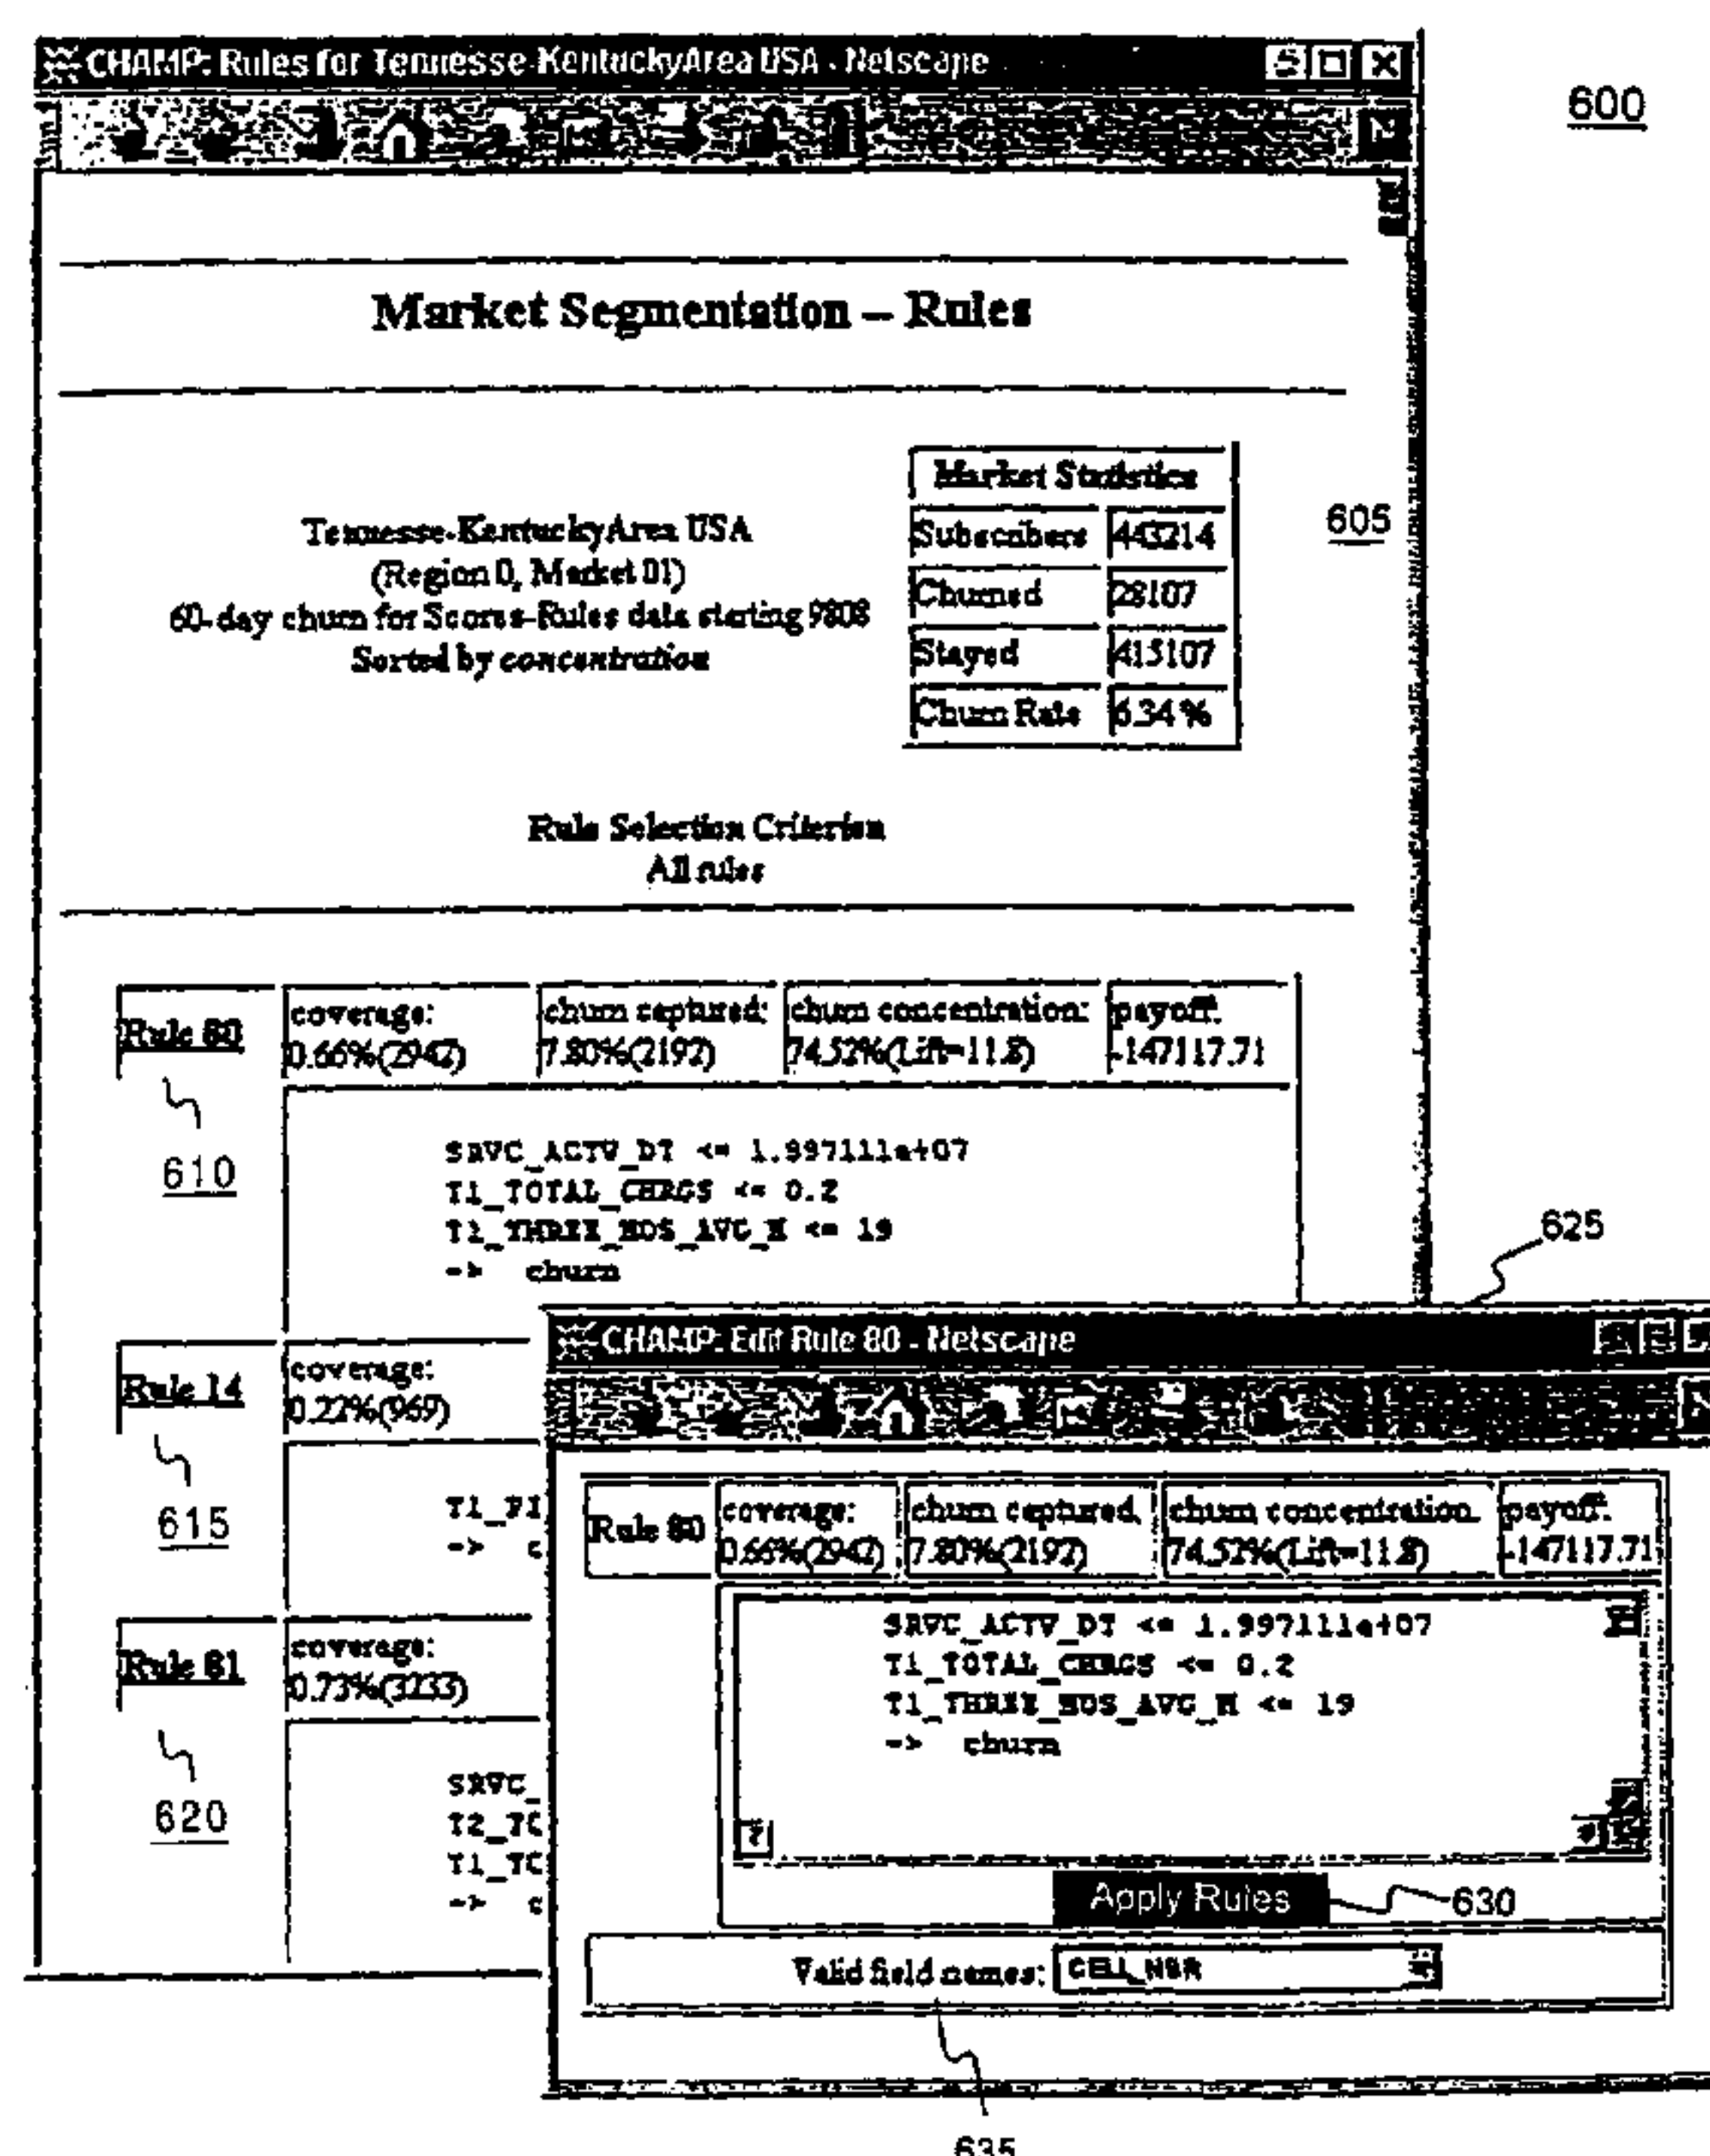 CHAMP: Rules for Tennesse-KentuckyArea USA - Netscape
600
Market Segmentation – Rules
Tennesse-KentuckyArea USA
(Region 0, Market 01)
60-day churn for Scores-Rules data starting 9808
Sorted by concentration
Market Statistics
Subscribers 443214
Churned 28107
Stayed 415107
Churn Rate 6.34 %
605
Rule Selection Criterion
All rules
Rule 80
coverage: 0.66%(2942)
churn captured: 7.80%(2192)
churn concentration: 74.52%(Lift=11.8)
payoff: -147117.71
610
SRVC_ACTV_DT <= 1.997111e+07
T1_TOTAL_CHRGS <= 0.2
T1_THREE_MOS_AVG_M <= 19
-> churn
625
Rule 14
coverage: 0.22%(969)
615
T1_FI
-> c
Rule 81
coverage: 0.73%(3233)
620
SRVC_
T2_TC
T1_TC
-> c
CHAMP: Edit Rule 80 - Netscape
Rule 80
coverage: 0.66%(2942)
churn captured. 7.80%(2192)
churn concentration. 74.52%(Lift=11.8)
payoff: -147117.71
SRVC_ACTV_DT <= 1.997111e+07
T1_TOTAL_CHRGS <= 0.2
T1_THREE_MOS_AVG_M <= 19
-> churn
Apply Rules
630
Valid field names: CELL_NBR
635